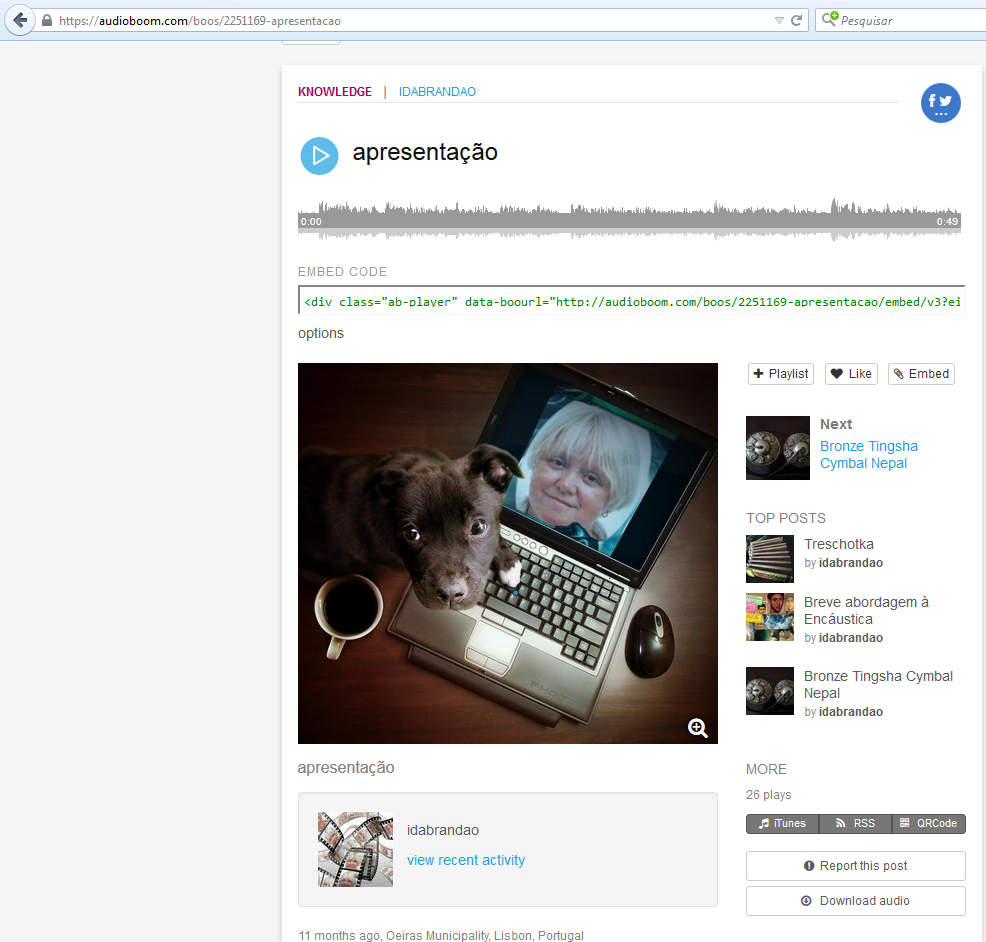 https://audioboom.com/boos/2251169-apresentacao
Pesquisar
KNOWLEDGE | IDABRANDAO
apresentação
0:00
0:49
EMBED CODE
<div class="ab-player" data-boourl="http://audioboom.com/boos/2251169-apresentacao/embed/v3?ei
options
Playlist
Like
Embed
Next
Bronze Tingsha
Cymbal Nepal
TOP POSTS
Treschotka
by idabrandao
Breve abordagem à
Encáustica
by idabrandao
Bronze Tingsha Cymbal
Nepal
by idabrandao
apresentação
idabrandao
view recent activity
MORE
26 plays
iTunes
RSS
QRCode
Report this post
Download audio
11 months ago, Oeiras Municipality, Lisbon, Portugal